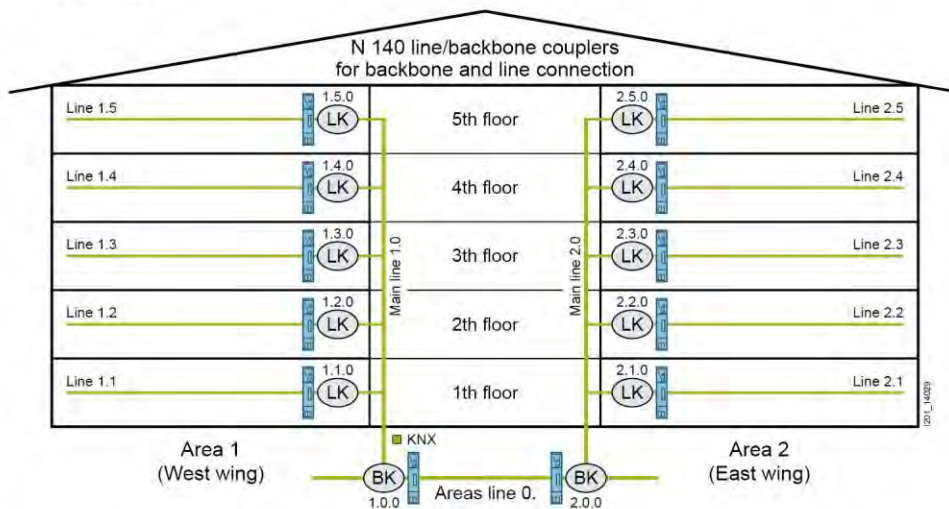 N 140 line/backbone couplers
for backbone and line connection
Line 1.5
1.5.0
LK
5th floor
2.5.0
LK
Line 2.5
Line 1.4
1.4.0
LK
4th floor
2.4.0
LK
Line 2.4
Line 1.3
1.3.0
LK
Main line 1.0
3th floor
Main line 2.0
2.3.0
LK
Line 2.3
Line 1.2
1.2.0
LK
2th floor
2.2.0
LK
Line 2.2
Line 1.1
1.1.0
LK
1th floor
2.1.0
LK
Line 2.1
I201_14029
Area 1
(West wing)
KNX
BK
1.0.0
Areas line 0.
BK
2.0.0
Area 2
(East wing)